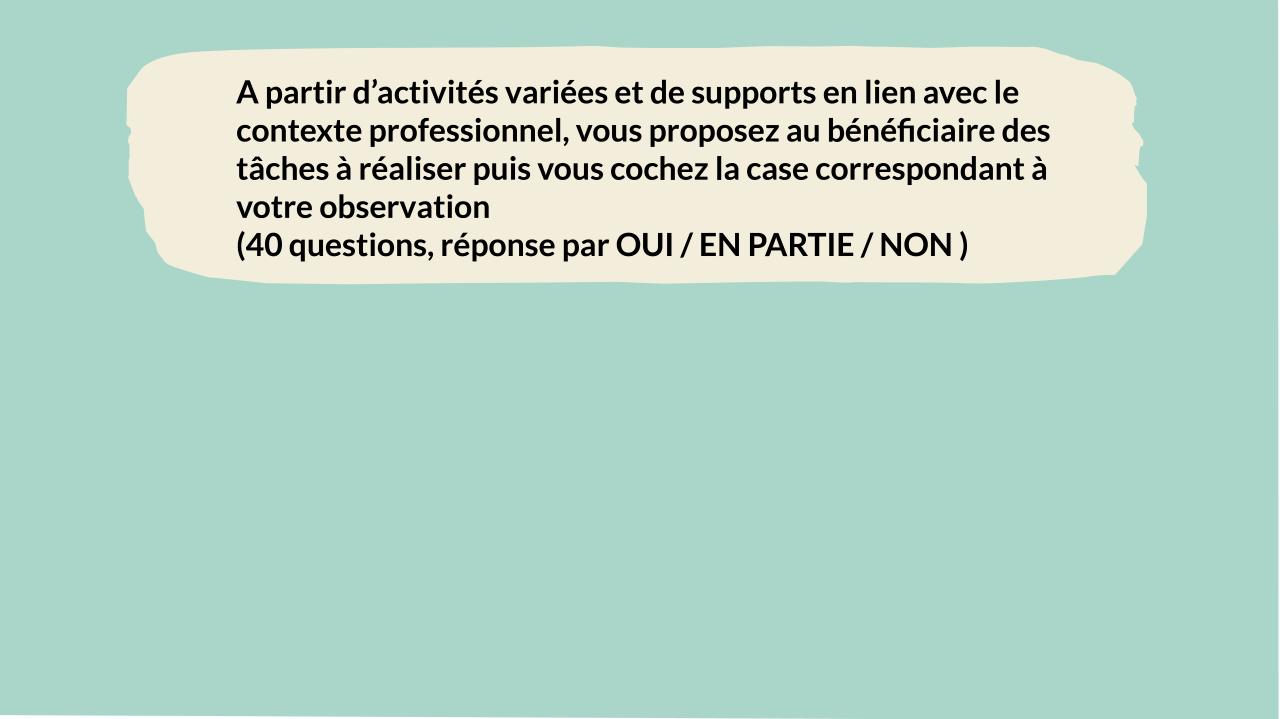 A partir d’activités variées et de supports en lien avec le
contexte professionnel, vous proposez au bénéficiaire des
tâches à réaliser puis vous cochez la case correspondant à
votre observation
(40 questions, réponse par OUI / EN PARTIE / NON )